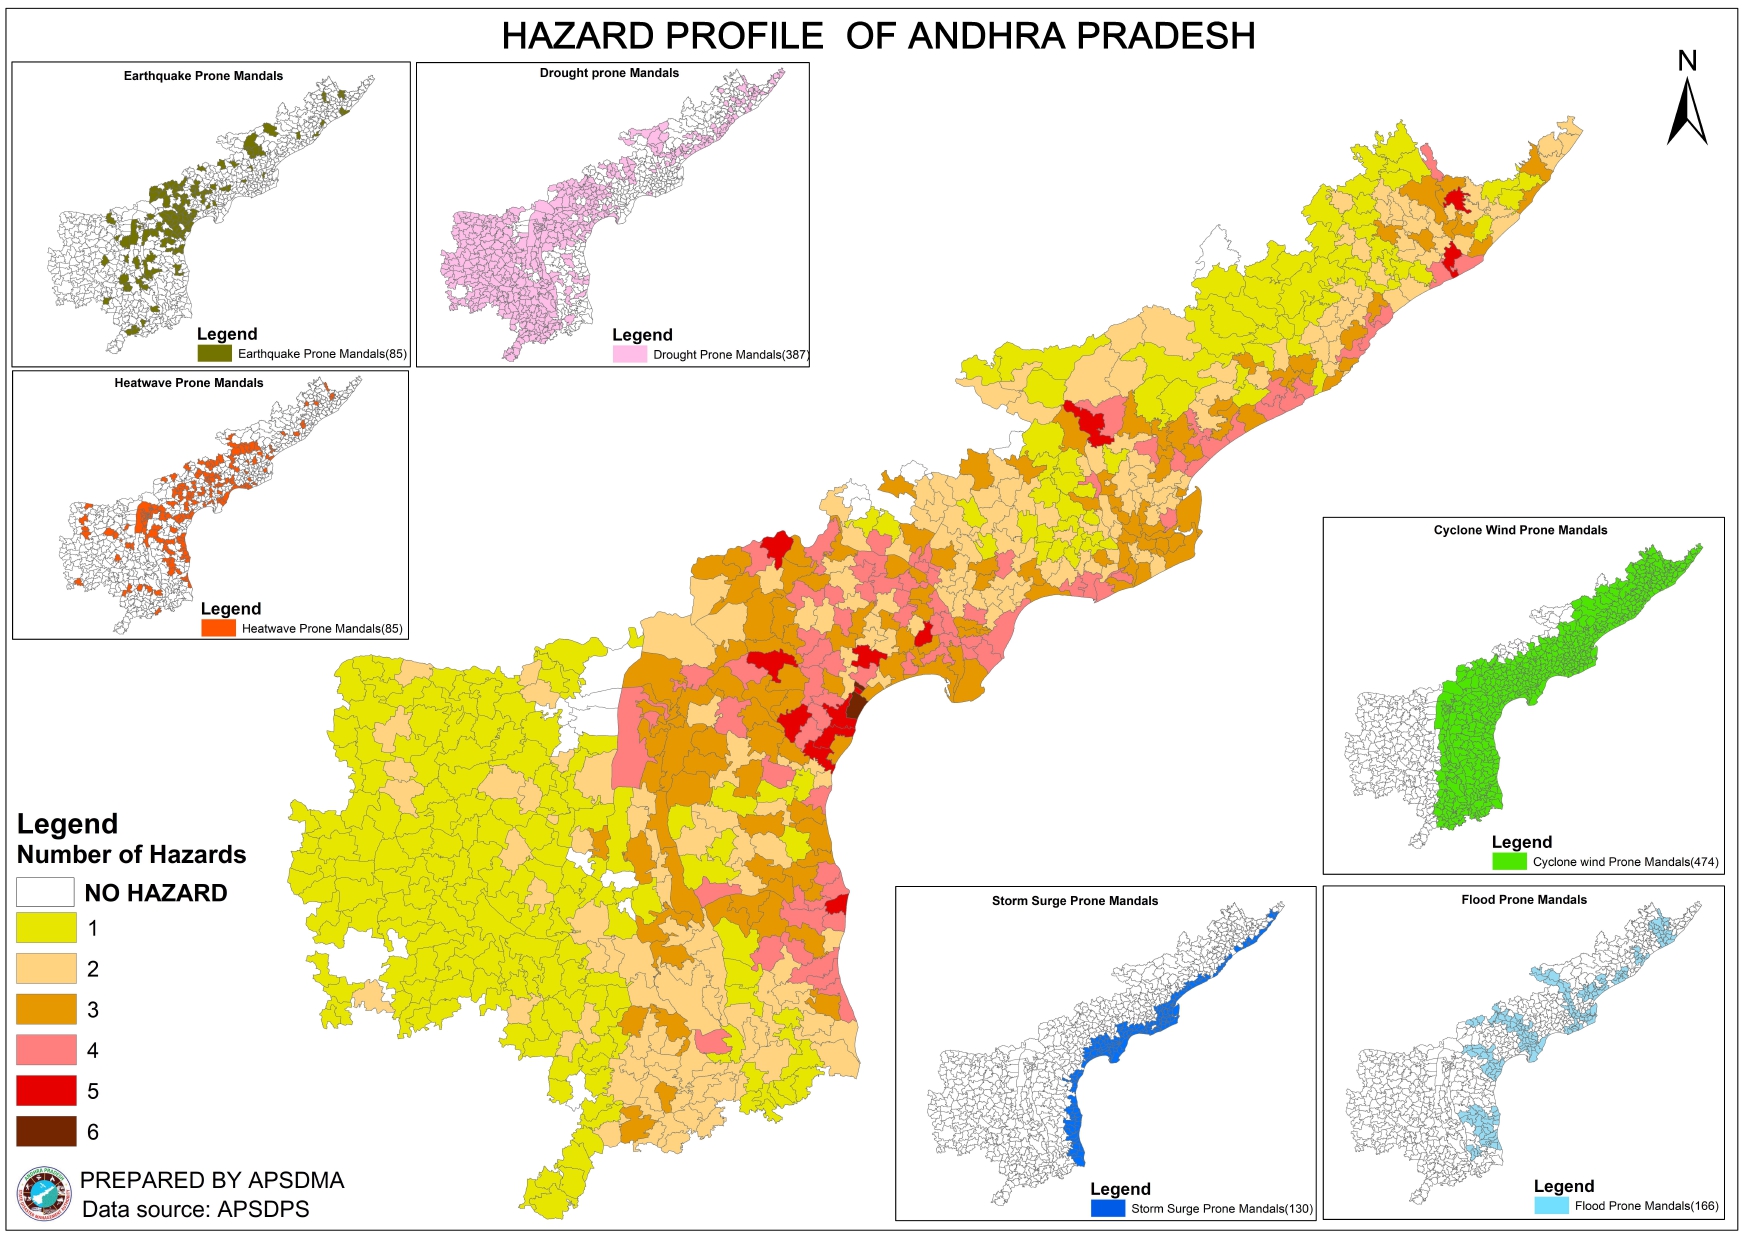 HAZARD PROFILE OF ANDHRA PRADESH
N
Earthquake Prone Mandals
Legend
Earthquake Prone Mandals(85)
Drought prone Mandals
Legend
Drought Prone Mandals(387)
Heatwave Prone Mandals
Legend
Heatwave Prone Mandals(85)
Cyclone Wind Prone Mandals
Legend
Cyclone wind Prone Mandals(474)
Storm Surge Prone Mandals
Legend
Storm Surge Prone Mandals(130)
Flood Prone Mandals
Legend
Flood Prone Mandals(166)
Legend
Number of Hazards
NO HAZARD
1
2
3
4
5
6
PREPARED BY APSDMA
Data source: APSDPS